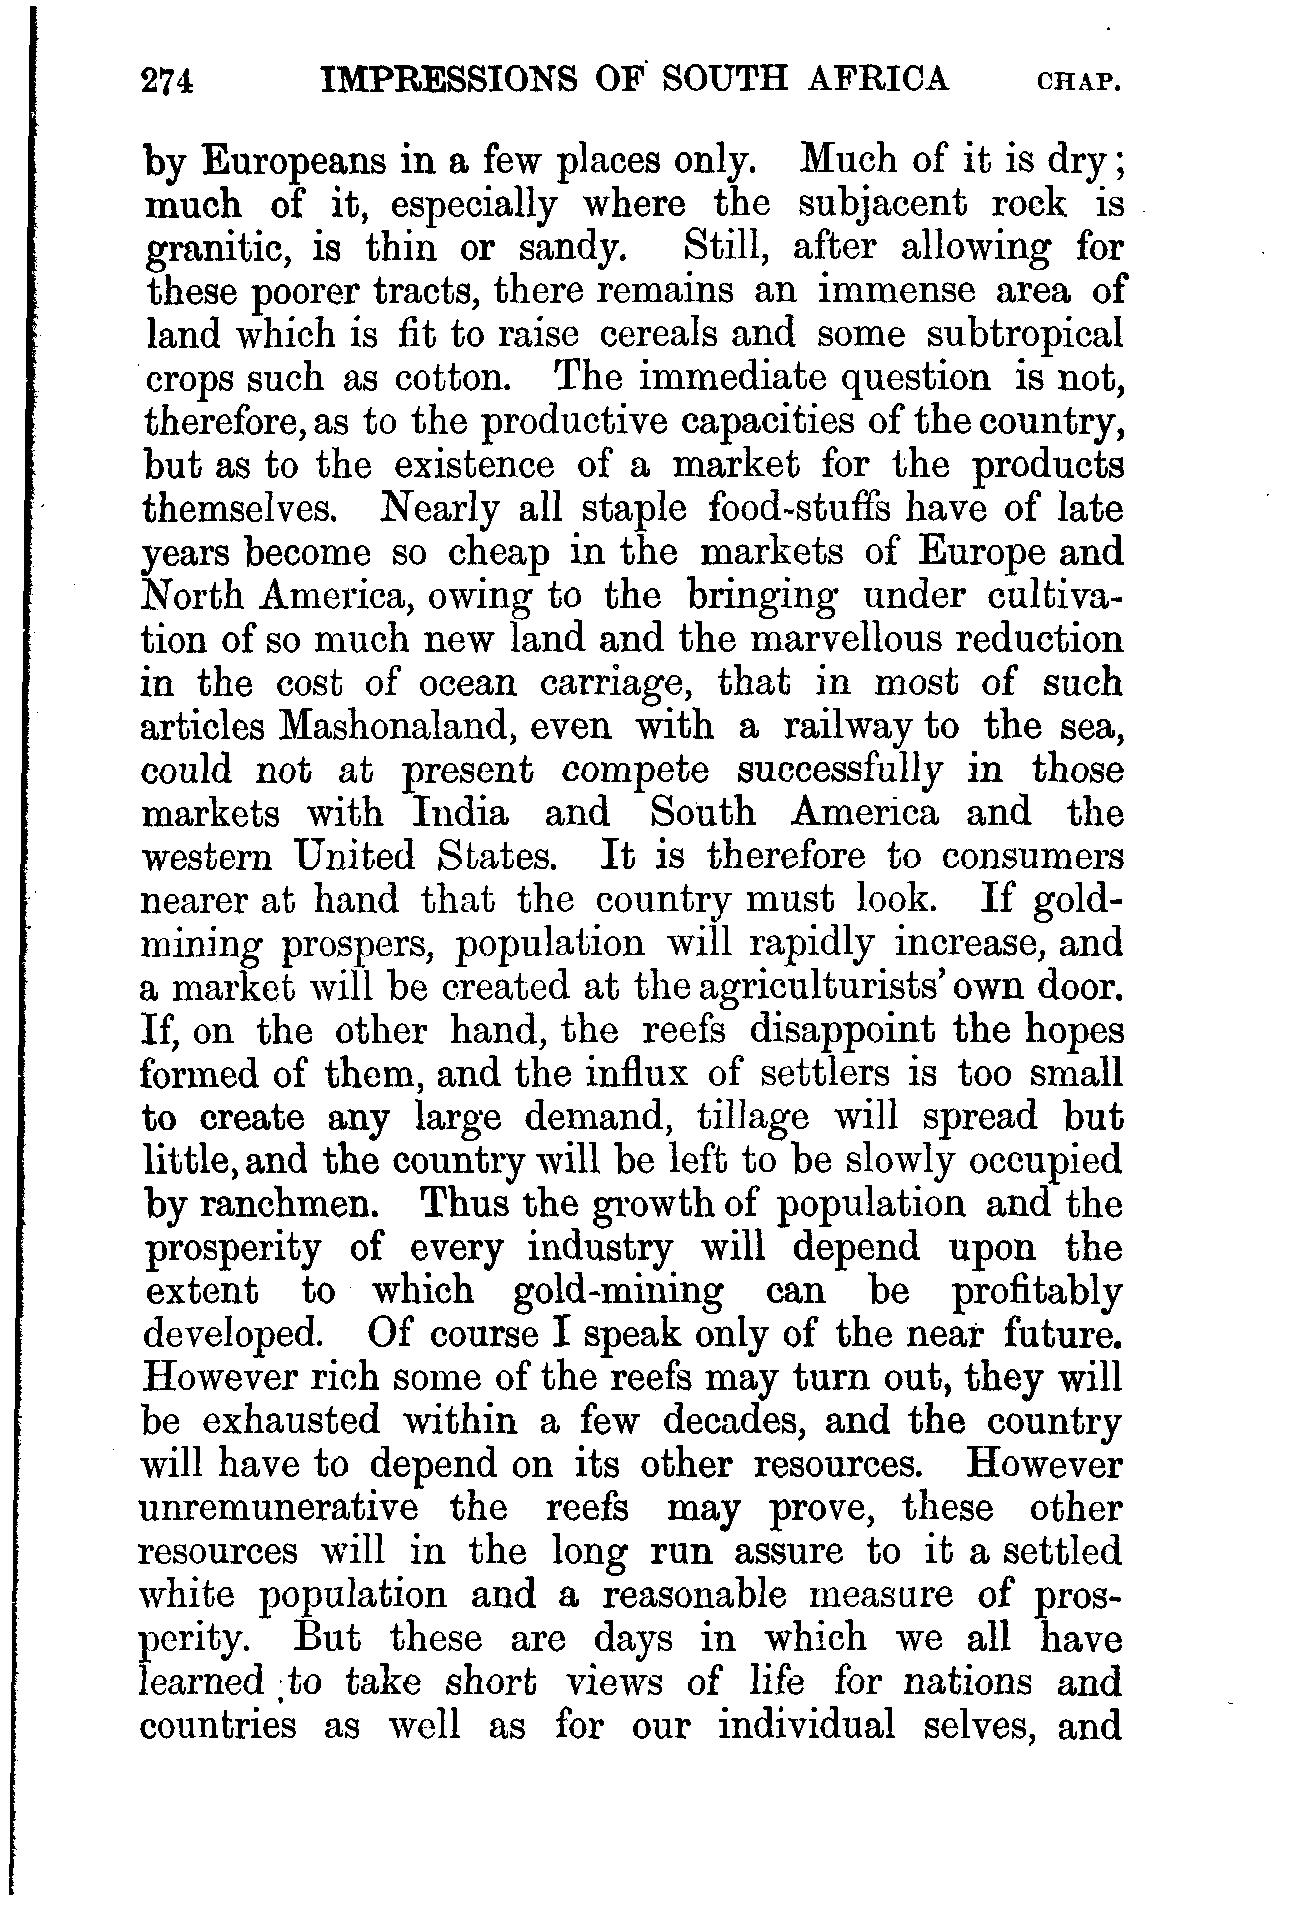 274 IMPRESSIONS OF SOUTH AFRICA CHAP.
by Europeans in a few places only. Much of it is dry;
much of it, especially where the subjacent rock is
granitic, is thin or sandy. Still, after allowing for
these poorer tracts, there remains an immense area of
land which is fit to raise cereals and some subtropical
crops such as cotton. The immediate question is not,
therefore, as to the productive capacities of the country,
but as to the existence of a market for the products
themselves. Nearly all staple food-stuffs have of late
years become so cheap in the markets of Europe and
North America, owing to the bringing under cultiva-
tion of so much new land and the marvellous reduction
in the cost of ocean carriage, that in most of such
articles Mashonaland, even with a railway to the sea,
could not at present compete successfully in those
markets with India and South America and the
western United States. It is therefore to consumers
nearer at hand that the country must look. If gold-
mining prospers, population will rapidly increase, and
a market will be created at the agriculturists' own door.
If, on the other hand, the reefs disappoint the hopes
formed of them, and the influx of settlers is too small
to create any large demand, tillage will spread but
little, and the country will be left to be slowly occupied
by ranchmen. Thus the growth of population and the
prosperity of every industry will depend upon the
extent to which gold-mining can be profitably
developed. Of course I speak only of the near future.
However rich some of the reefs may turn out, they will
be exhausted within a few decades, and the country
will have to depend on its other resources. However
unremunerative the reefs may prove, these other
resources will in the long run assure to it a settled
white population and a reasonable measure of pros-
perity. But these are days in which we all have
learned to take short views of life for nations and
countries as well as for our individual selves, and